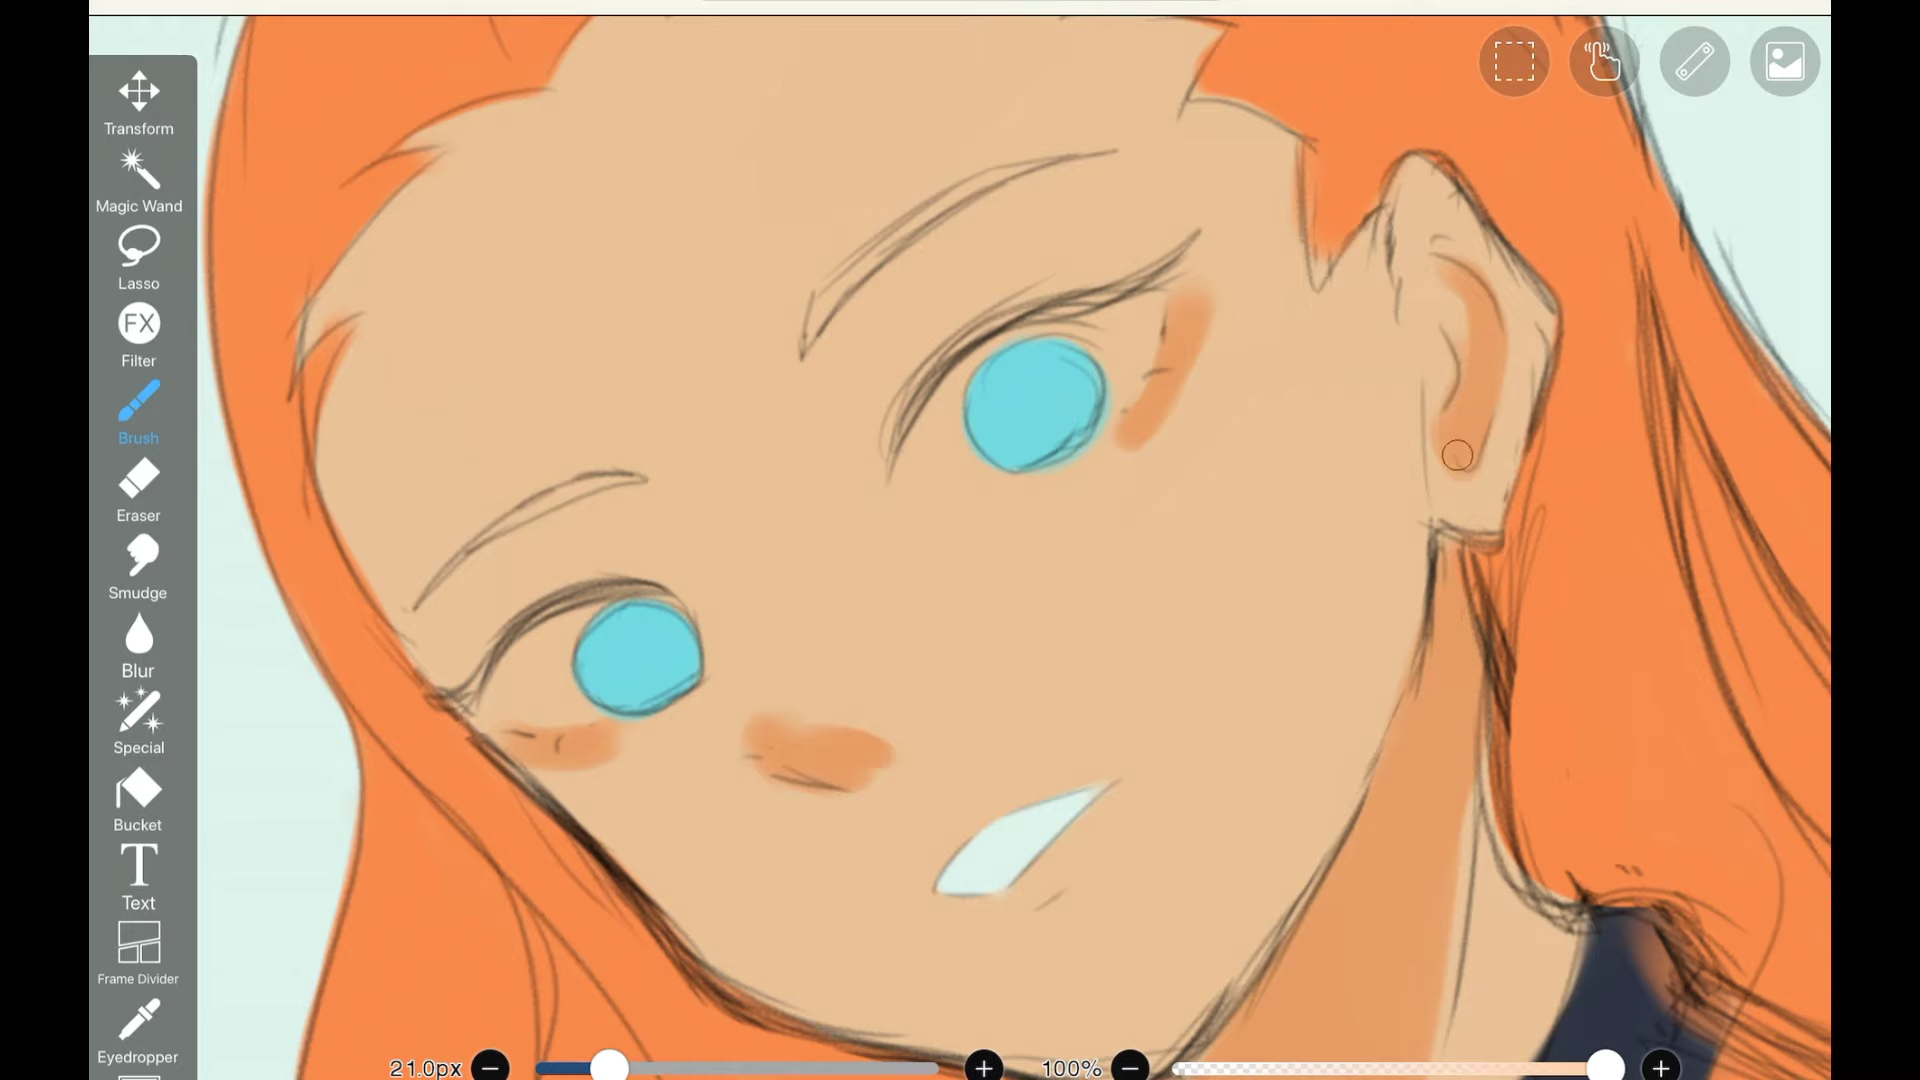 Transform
Magic Wand
Lasso
FX
Filter
Brush
Eraser
Smudge
Blur
Special
Bucket
T
Text
Frame Divider
Eyedropper
21.0px
100%